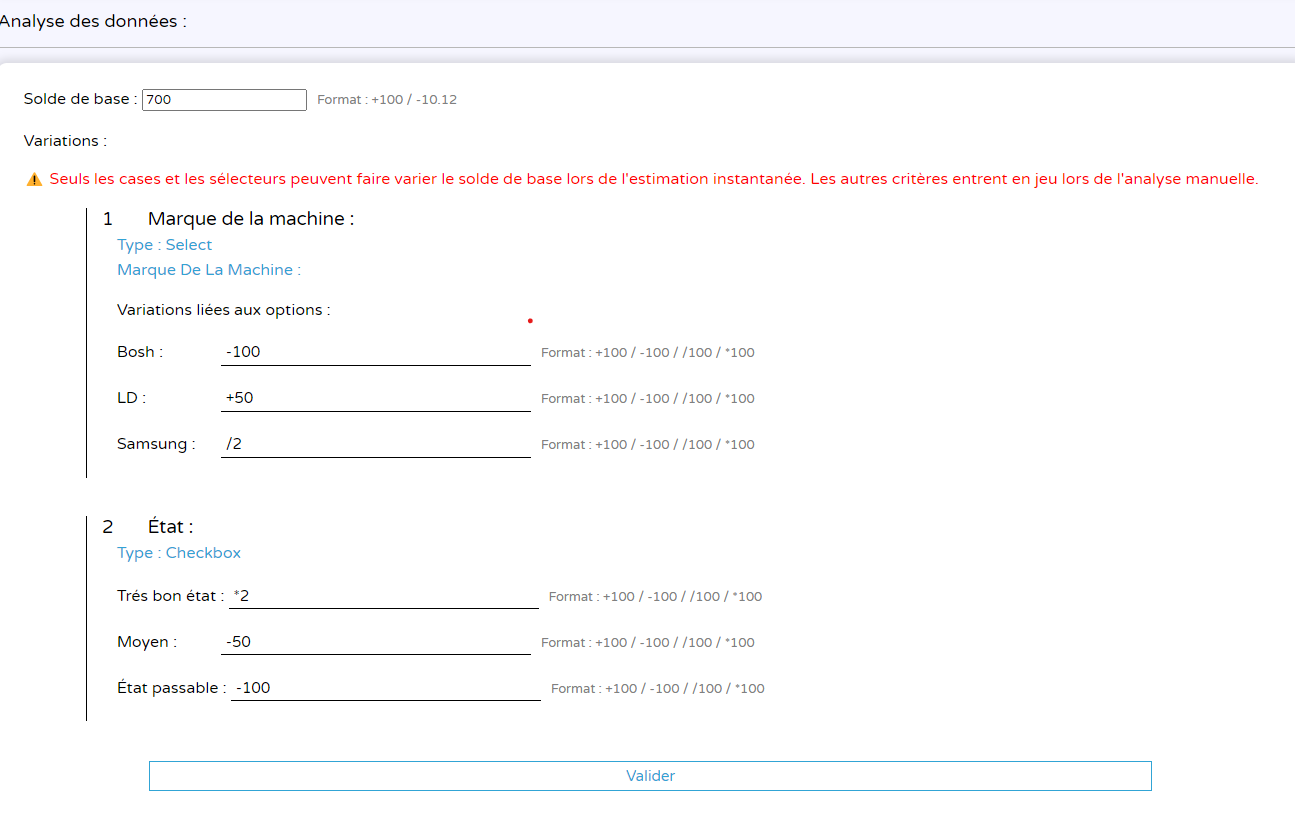 Analyse des données :
Solde de base : 700 Format : +100 / -10.12
Variations :
⚠ Seuls les cases et les sélecteurs peuvent faire varier le solde de base lors de l'estimation instantanée. Les autres critères entrent en jeu lors de l'analyse manuelle.
1 Marque de la machine :
Type : Select
Marque De La Machine :
Variations liées aux options :
Bosh : -100 Format : +100 / -100 / /100 / *100
LD : +50 Format : +100 / -100 / /100 / *100
Samsung : /2 Format : +100 / -100 / /100 / *100
2 État :
Type : Checkbox
Trés bon état : *2 Format : +100 / -100 / /100 / *100
Moyen : -50 Format : +100 / -100 / /100 / *100
État passable : -100 Format : +100 / -100 / /100 / *100
Valider